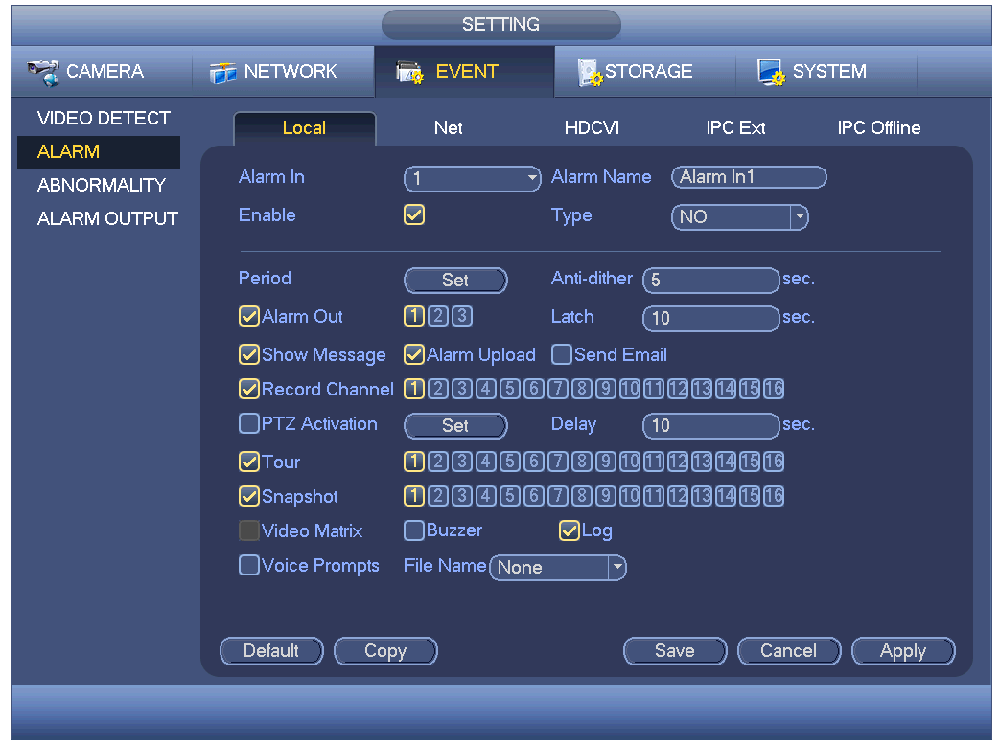 SETTING
CAMERA NETWORK EVENT STORAGE SYSTEM
VIDEO DETECT
ALARM
ABNORMALITY
ALARM OUTPUT
Local Net HDCVI IPC Ext IPC Offline
Alarm In 1 Alarm Name Alarm In1
Enable Type NO
Period Set Anti-dither 5 sec.
Alarm Out 1 2 3 Latch 10 sec.
Show Message Alarm Upload Send Email
Record Channel 1 2 3 4 5 6 7 8 9 10 11 12 13 14 15 16
PTZ Activation Set Delay 10 sec.
Tour 1 2 3 4 5 6 7 8 9 10 11 12 13 14 15 16
Snapshot 1 2 3 4 5 6 7 8 9 10 11 12 13 14 15 16
Video Matrix Buzzer Log
Voice Prompts File Name None
Default Copy Save Cancel Apply